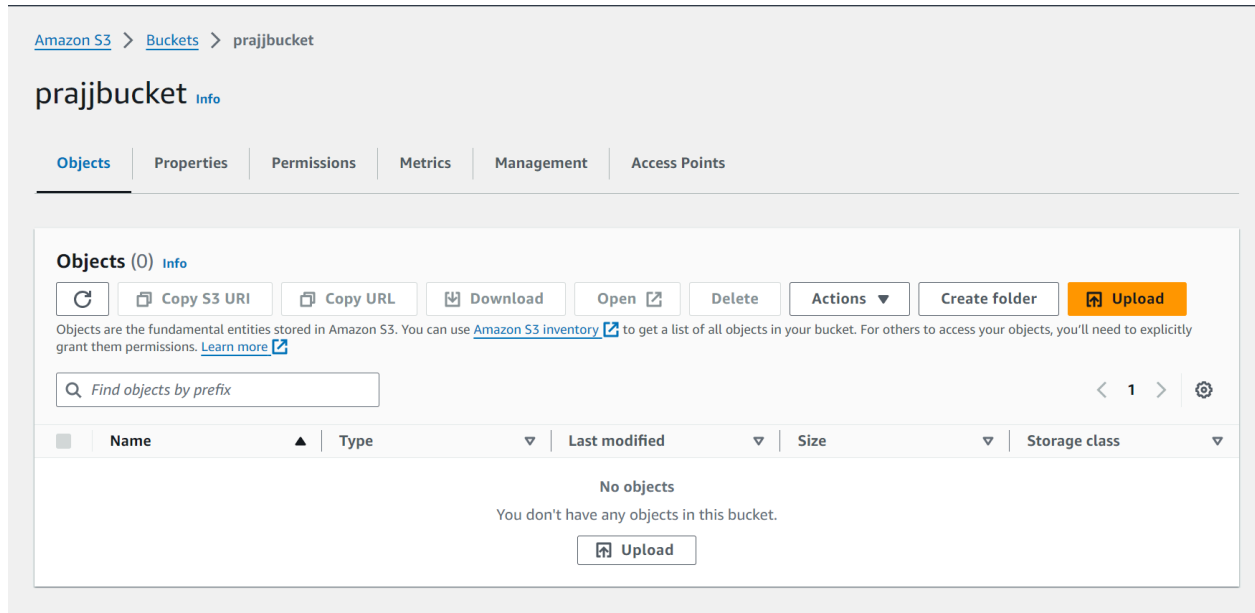 Amazon S3 > Buckets > prajjbucket
prajjbucket Info
Objects Properties Permissions Metrics Management Access Points
Objects (0) Info
Copy S3 URI Copy URL Download Open Delete Actions Create folder Upload
Objects are the fundamental entities stored in Amazon S3. You can use Amazon S3 inventory to get a list of all objects in your bucket. For others to access your objects, you'll need to explicitly
grant them permissions. Learn more
Find objects by prefix
< 1 >
Name Type Last modified Size Storage class
No objects
You don't have any objects in this bucket.
Upload